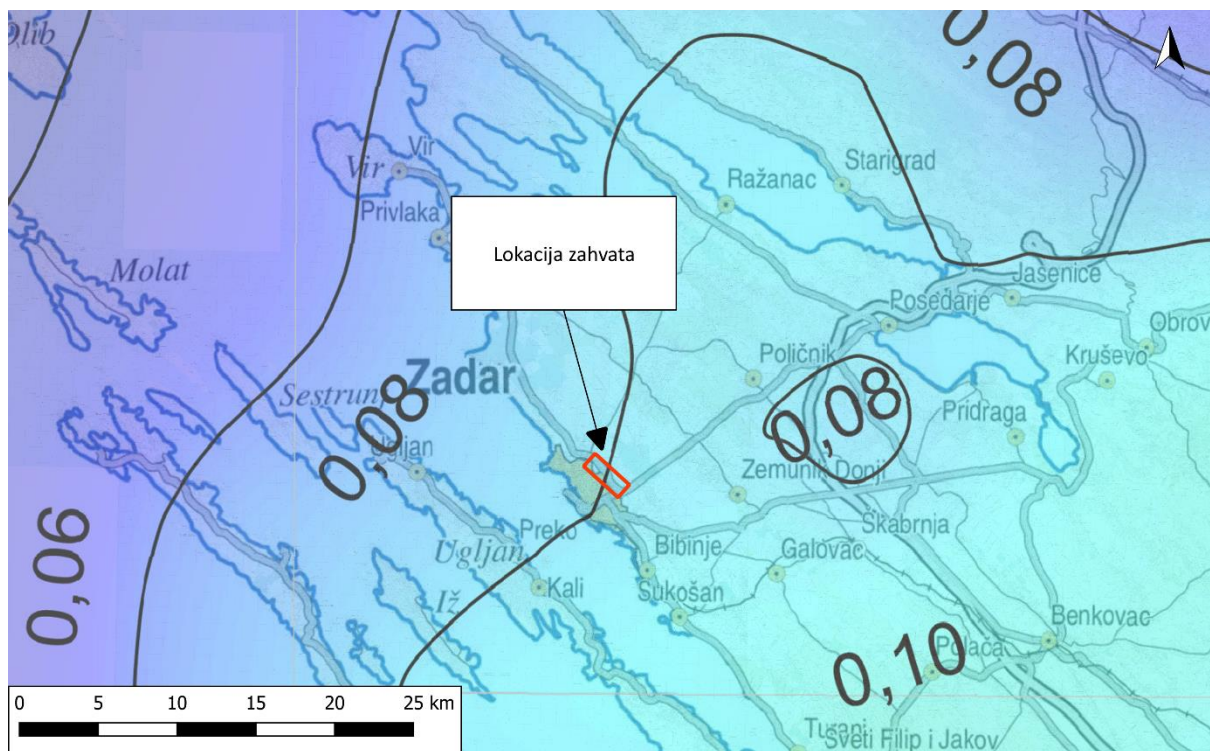 Olib
0,08
Vir
Vir
Starigrad
Ražanac
Privlaka
Lokacija zahvata
Molat
Jasenice
Posedarje
Obrov
Kruševo
Poličnik
Zadar
Sestrunj
0,08
0,08
Pridraga
Ugljan
Zemunik Donji
0,06
Škabrnja
Preko
Ugljan
Bibinje
Galovac
Kali
Iž
Sukošan
Benkovac
Polača
0,10
0 5 10 15 20 25 km
Turanj
Sveti Filip i Jakov